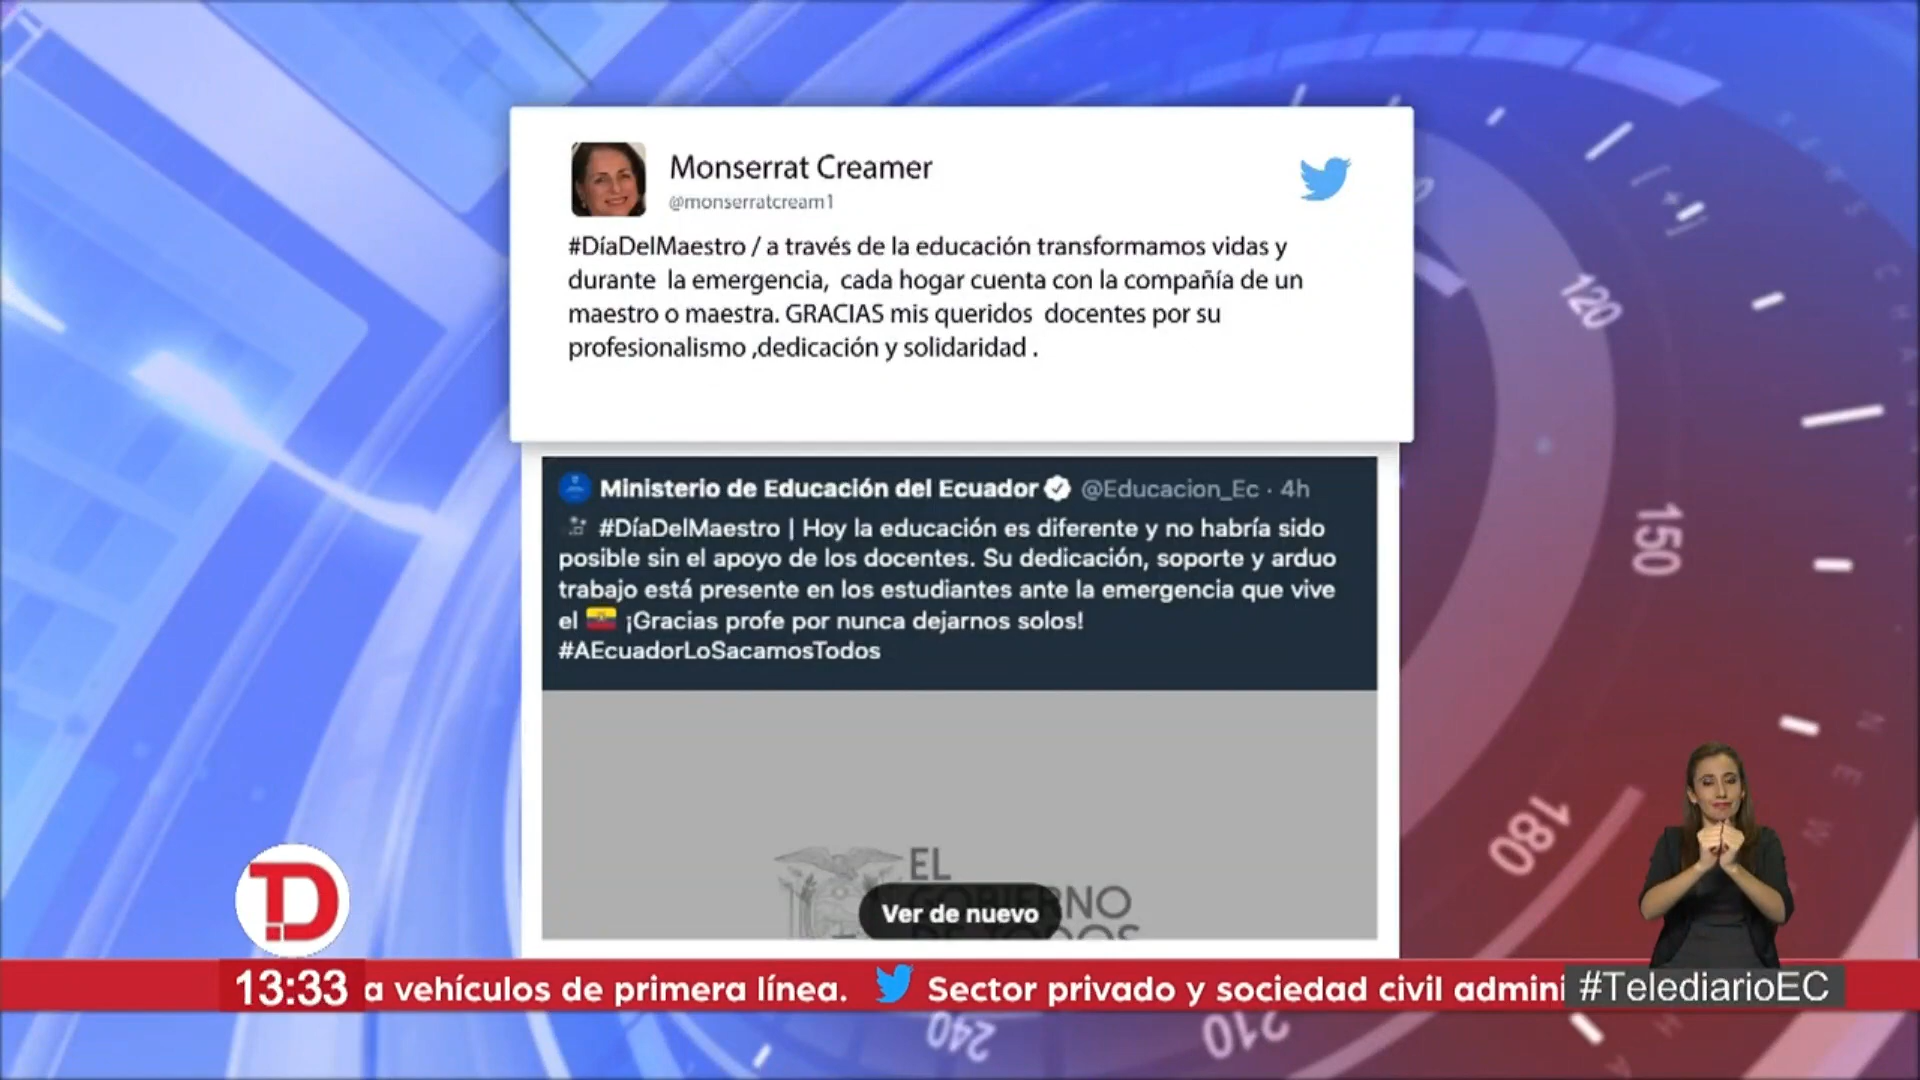 Monserrat Creamer
@monserratcream1
#DíaDelMaestro / a través de la educación transformamos vidas y
durante la emergencia, cada hogar cuenta con la compañía de un
maestro o maestra. GRACIAS mis queridos docentes por su
profesionalismo ,dedicación y solidaridad .
Ministerio de Educación del Ecuador @Educacion_Ec · 4h
#DíaDelMaestro | Hoy la educación es diferente y no habría sido
posible sin el apoyo de los docentes. Su dedicación, soporte y arduo
trabajo está presente en los estudiantes ante la emergencia que vive
el 🇪🇨 ¡Gracias profe por nunca dejarnos solos!
#AEcuadorLoSacamosTodos
EL
GOBIERNO
DE TODOS
Ver de nuevo
120
150
180
210
240
TD
13:33 a vehículos de primera línea. Sector privado y sociedad civil admini #TelediarioEC